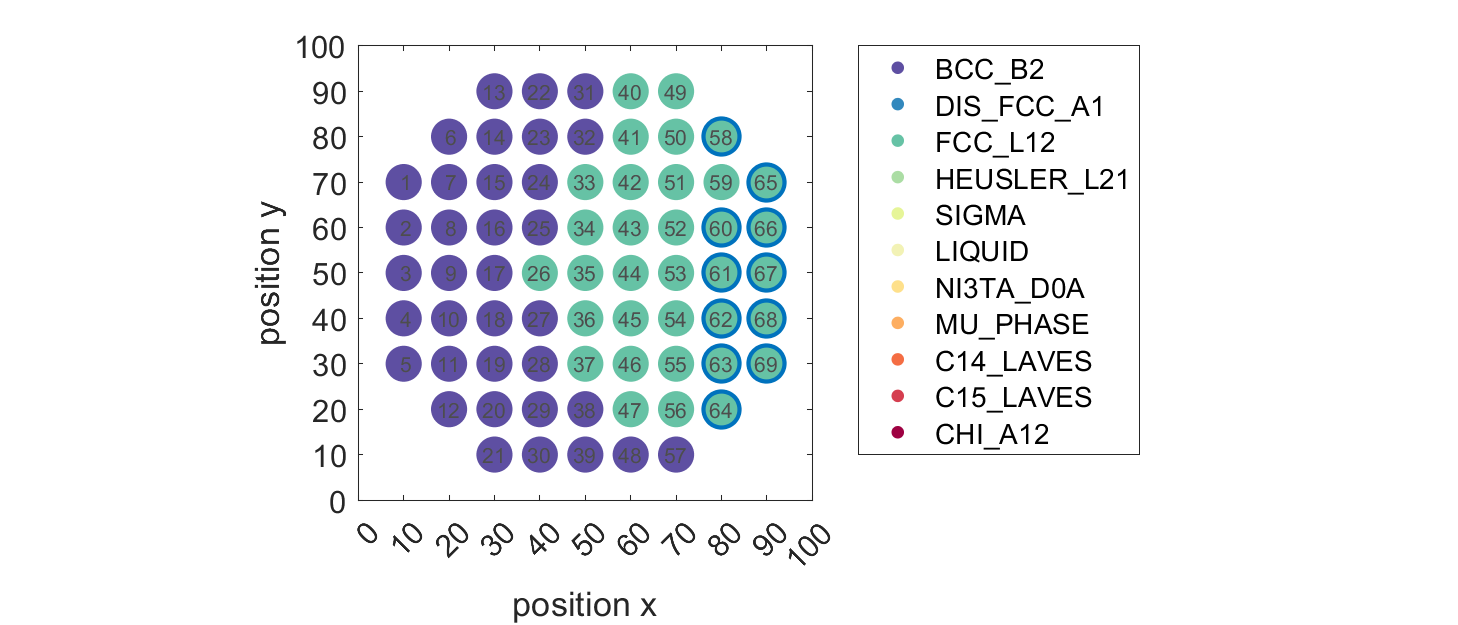 100
90
80
70
60
50
40
30
20
10
0
position y
13 22 31 40 49
6 14 23 32 41 50 58
1 7 15 24 33 42 51 59 65
2 8 16 25 34 43 52 60 66
3 9 17 26 35 44 53 61 67
4 10 18 27 36 45 54 62 68
5 11 19 28 37 46 55 63 69
12 20 29 38 47 56 64
21 30 39 48 57
0 10 20 30 40 50 60 70 80 90 100
position x
BCC_B2
DIS_FCC_A1
FCC_L12
HEUSLER_L21
SIGMA
LIQUID
NI3TA_D0A
MU_PHASE
C14_LAVES
C15_LAVES
CHI_A12